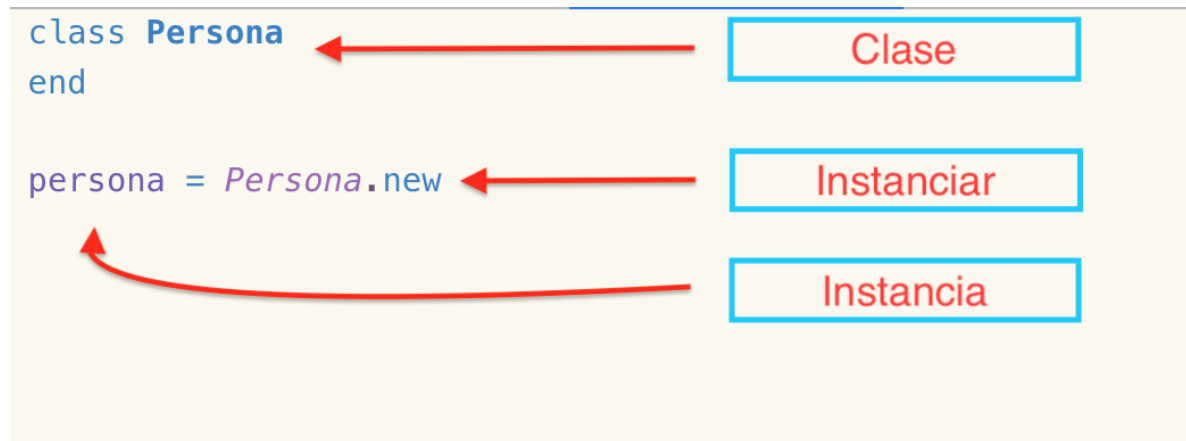 class Persona
Clase
end
persona = Persona.new
Instanciar
Instancia